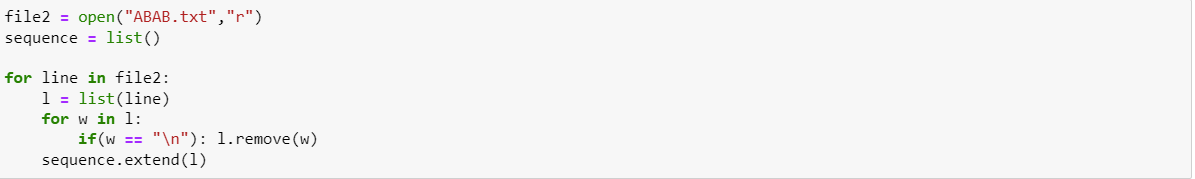 file2 = open("ABAB.txt","r")
sequence = list()

for line in file2:
    l = list(line)
    for w in l:
        if(w == "\n"): l.remove(w)
    sequence.extend(l)